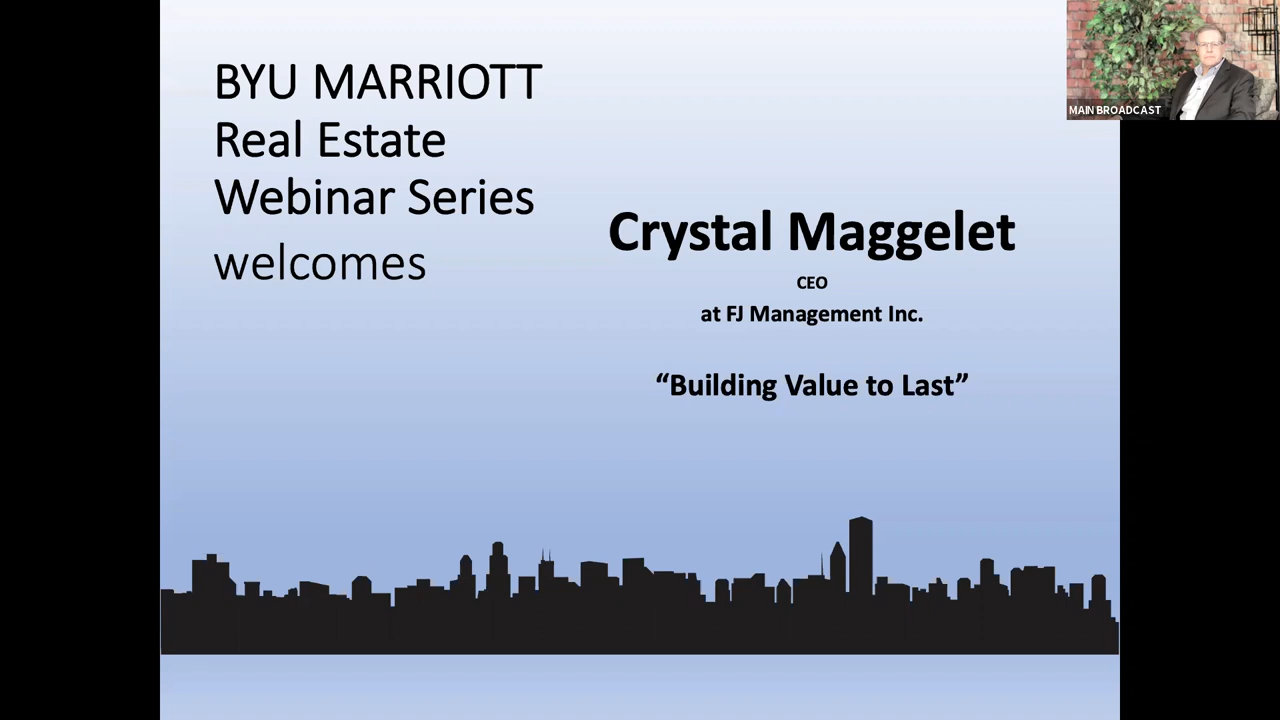 BYU MARRIOTT
Real Estate
Webinar Series
welcomes
Crystal Maggelet
CEO
at FJ Management Inc.
“Building Value to Last”
MAIN BROADCAST